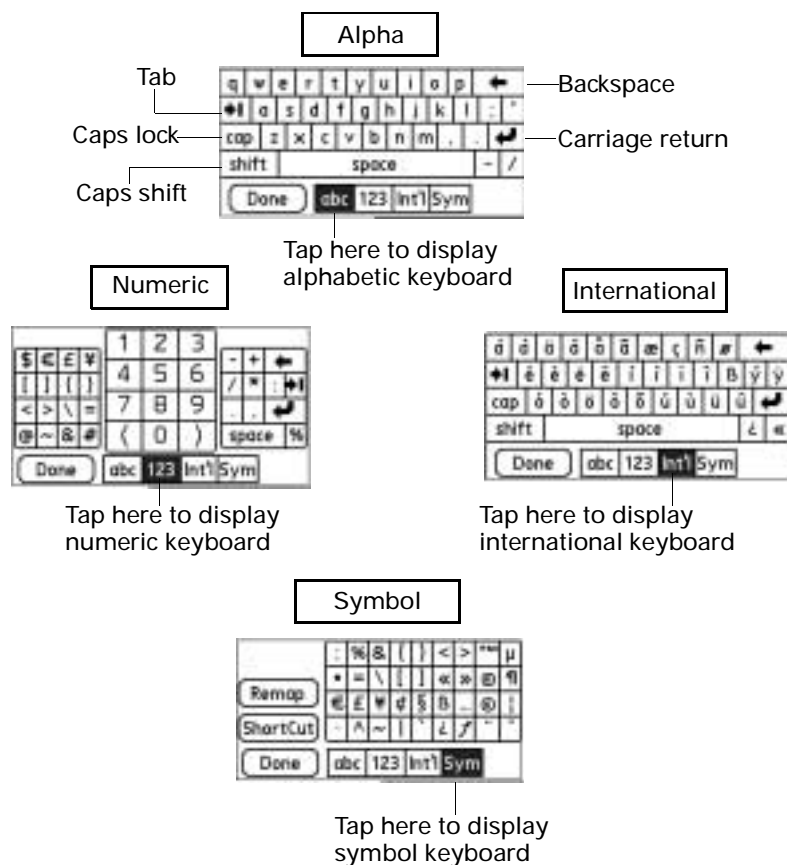 Alpha
Tab
q w e r t y u i o p
Backspace
a s d f g h j k l ; '
Caps lock
cap z x c v b n m , .
Carriage return
shift space - /
Caps shift
Done abc 123 Int'l Sym
Tap here to display
alphabetic keyboard
Numeric
1 2 3
$ € £ ¥ 4 5 6 - +
[ ] { } 7 8 9 /
< > \ = ( 0 ) . ,
@ ~ & # space %
Done abc 123 Int'l Sym
Tap here to display
numeric keyboard
International
cap
shift space ¿ «
Done abc 123 Int'l Sym
Tap here to display
international keyboard
Symbol
: % & ( ) < > ™ µ
• = \ [ ] « » ¶
Remap
€ £ ¥ ¢ § ß
ShortCut
^ ~ | ` ¿ ƒ
Done abc 123 Int'l Sym
Tap here to display
symbol keyboard